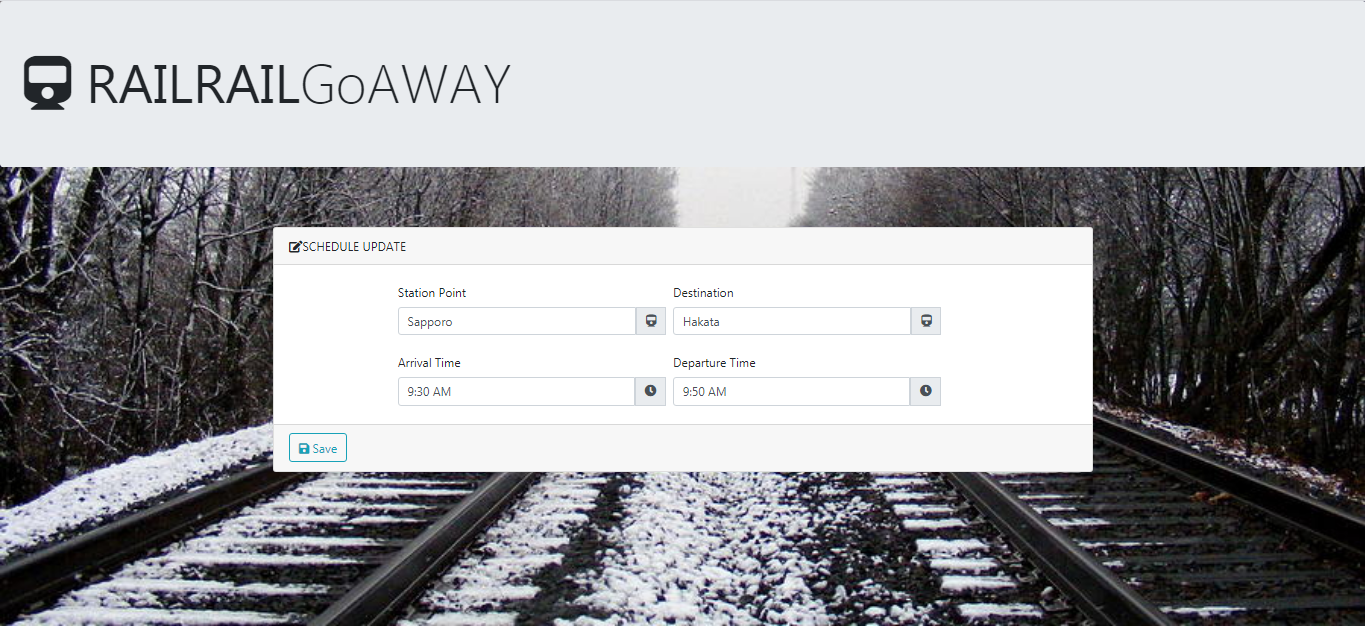 RAILRAILGoAWAY
SCHEDULE UPDATE
Station Point Destination
Sapporo Hakata
Arrival Time Departure Time
9:30 AM 9:50 AM
Save